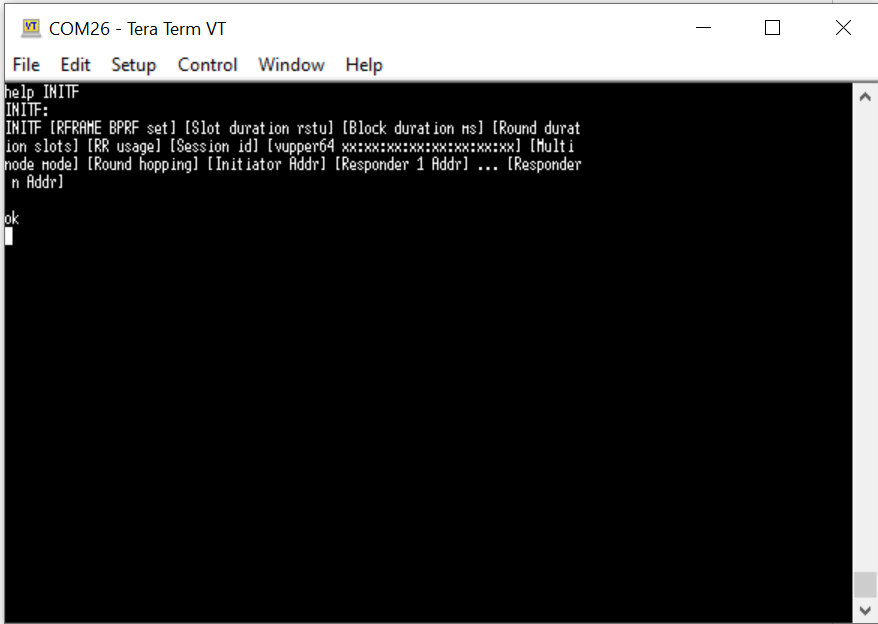 COM26 - Tera Term VT
File Edit Setup Control Window Help
help INITF
INITF:
INITF [RFRAME BPRF set] [Slot duration rstu] [Block duration ms] [Round durat
ion slots] [RR usage] [Session id] [vupper64 xx:xx:xx:xx:xx:xx:xx:xx] [Multi
node mode] [Round hopping] [Initiator Addr] [Responder 1 Addr] ... [Responder
n Addr]
ok